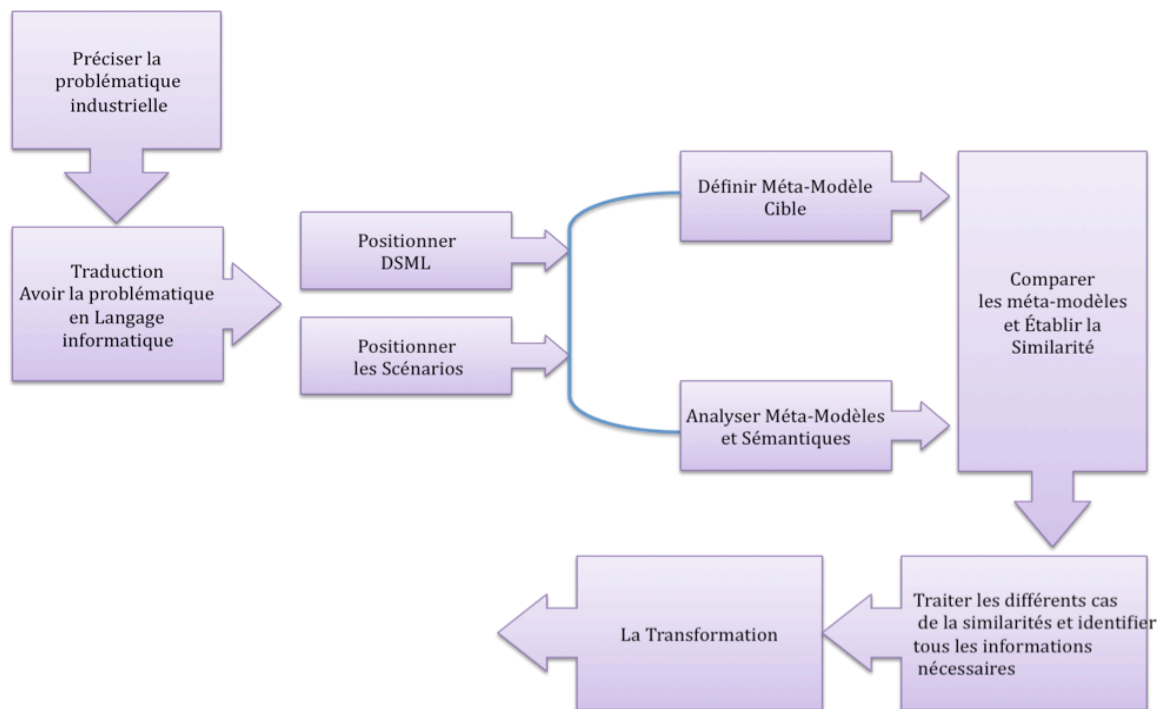 Préciser la
problématique
industrielle
Traduction
Avoir la problématique
en Langage
informatique
Positionner
DSML
Positionner
les Scénarios
Définir Méta-Modèle
Cible
Analyser Méta-Modèles
et Sémantiques
Comparer
les méta-modèles
et Établir la
Similarité
Traiter les différents cas
de la similarités et identifier
tous les informations
nécessaires
La Transformation